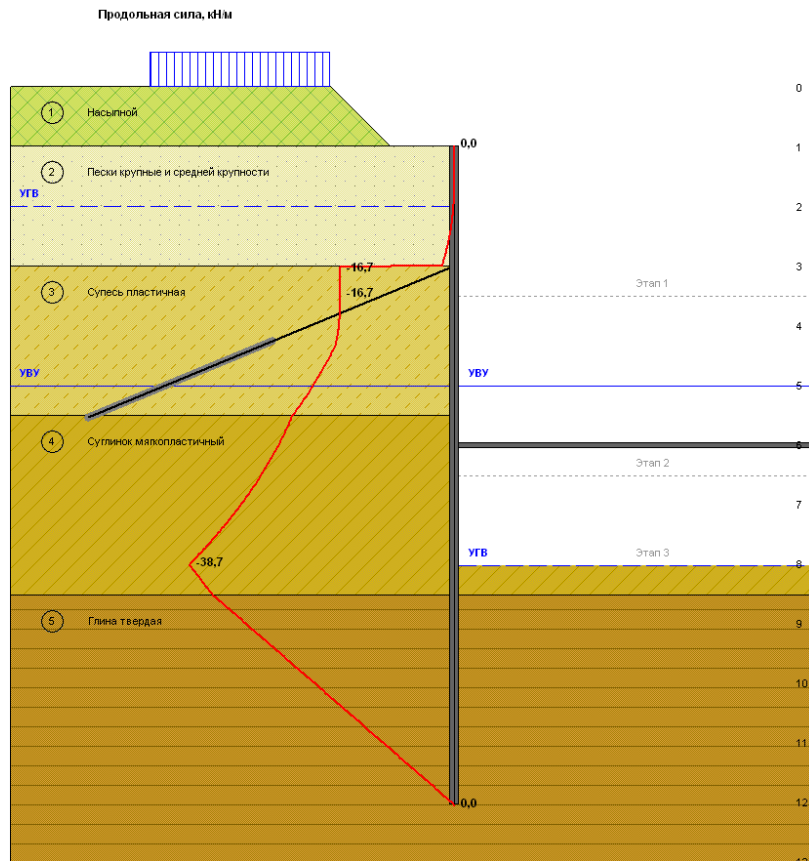 Продольная сила, кН/м
0
1 Насыпной
0,0 1
2 Пески крупные и средней крупности
УГВ 2
-16,7 3
3 Супесь пластичная -16,7 Этап 1
4
УВУ УВУ 5
4 Суглинок мягкопластичный 6
Этап 2
7
-38,7 УГВ Этап 3 8
5 Глина твердая 9
10
11
0,0 12